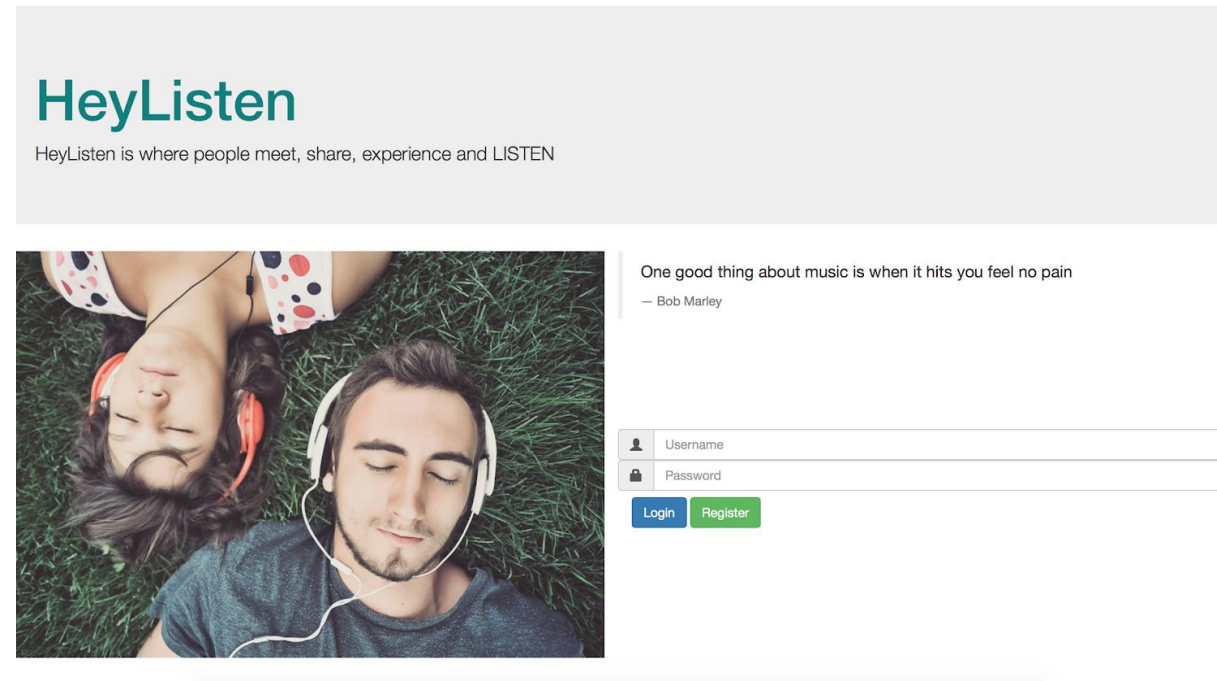 HeyListen
HeyListen is where people meet, share, experience and LISTEN
One good thing about music is when it hits you feel no pain
— Bob Marley
Username
Password
Login Register